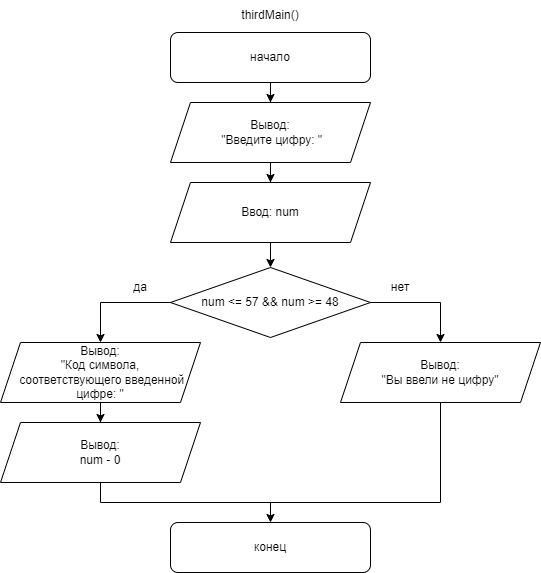 thirdMain()
начало
Вывод:
"Введите цифру: "
Ввод: num
num <= 57 && num >= 48
да
нет
Вывод:
"Код символа,
соответствующего введенной
цифре: "
Вывод:
"Вы ввели не цифру"
Вывод:
num - 0
конец